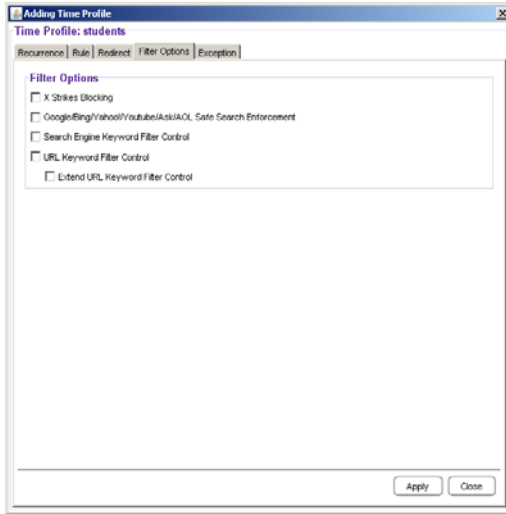 Adding Time Profile
Time Profile: students
Recurrence Rule Redirect Filter Options Exception
Filter Options
X Strikes Blocking
Google/Bing/Yahoo!/Youtube/Ask/AOL Safe Search Enforcement
Search Engine Keyword Filter Control
URL Keyword Filter Control
Extend URL Keyword Filter Control
Apply Close